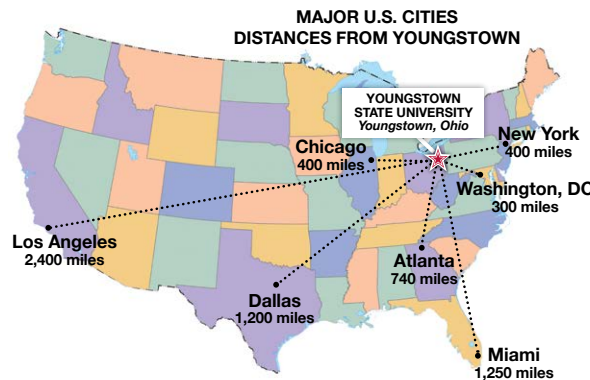 MAJOR U.S. CITIES
DISTANCES FROM YOUNGSTOWN
YOUNGSTOWN
STATE UNIVERSITY
Youngstown, Ohio
Chicago
400 miles
New York
400 miles
Washington, DC
300 miles
Los Angeles
2,400 miles
Atlanta
740 miles
Dallas
1,200 miles
Miami
1,250 miles